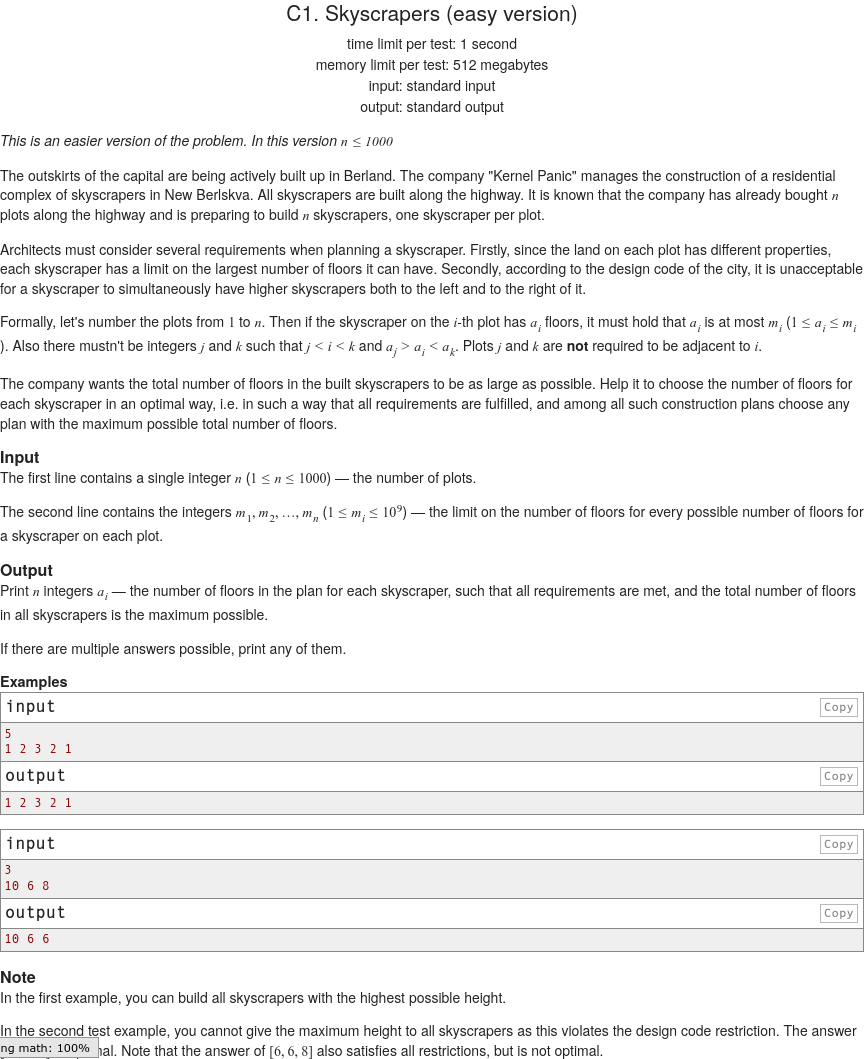 C1. Skyscrapers (easy version)
time limit per test: 1 second
memory limit per test: 512 megabytes
input: standard input
output: standard output
This is an easier version of the problem. In this version n ≤ 1000
The outskirts of the capital are being actively built up in Berland. The company "Kernel Panic" manages the construction of a residential
complex of skyscrapers in New Berlskva. All skyscrapers are built along the highway. It is known that the company has already bought n
plots along the highway and is preparing to build n skyscrapers, one skyscraper per plot.
Architects must consider several requirements when planning a skyscraper. Firstly, since the land on each plot has different properties,
each skyscraper has a limit on the largest number of floors it can have. Secondly, according to the design code of the city, it is unacceptable
for a skyscraper to simultaneously have higher skyscrapers both to the left and to the right of it.
Formally, let's number the plots from 1 to n. Then if the skyscraper on the i-th plot has a_i floors, it must hold that a_i is at most m_i (1 ≤ a_i ≤ m_i
). Also there mustn't be integers j and k such that j < i < k and a_j > a_i < a_k. Plots j and k are not required to be adjacent to i.
The company wants the total number of floors in the built skyscrapers to be as large as possible. Help it to choose the number of floors for
each skyscraper in an optimal way, i.e. in such a way that all requirements are fulfilled, and among all such construction plans choose any
plan with the maximum possible total number of floors.
Input
The first line contains a single integer n (1 ≤ n ≤ 1000) — the number of plots.
The second line contains the integers m_1, m_2, …, m_n (1 ≤ m_i ≤ 10^9) — the limit on the number of floors for every possible number of floors for
a skyscraper on each plot.
Output
Print n integers a_i — the number of floors in the plan for each skyscraper, such that all requirements are met, and the total number of floors
in all skyscrapers is the maximum possible.
If there are multiple answers possible, print any of them.
Examples
input Copy
5
1 2 3 2 1
output Copy
1 2 3 2 1
input Copy
3
10 6 8
output Copy
10 6 6
Note
In the first example, you can build all skyscrapers with the highest possible height.
In the second test example, you cannot give the maximum height to all skyscrapers as this violates the design code restriction. The answer
ng math: 100% nal. Note that the answer of [6, 6, 8] also satisfies all restrictions, but is not optimal.